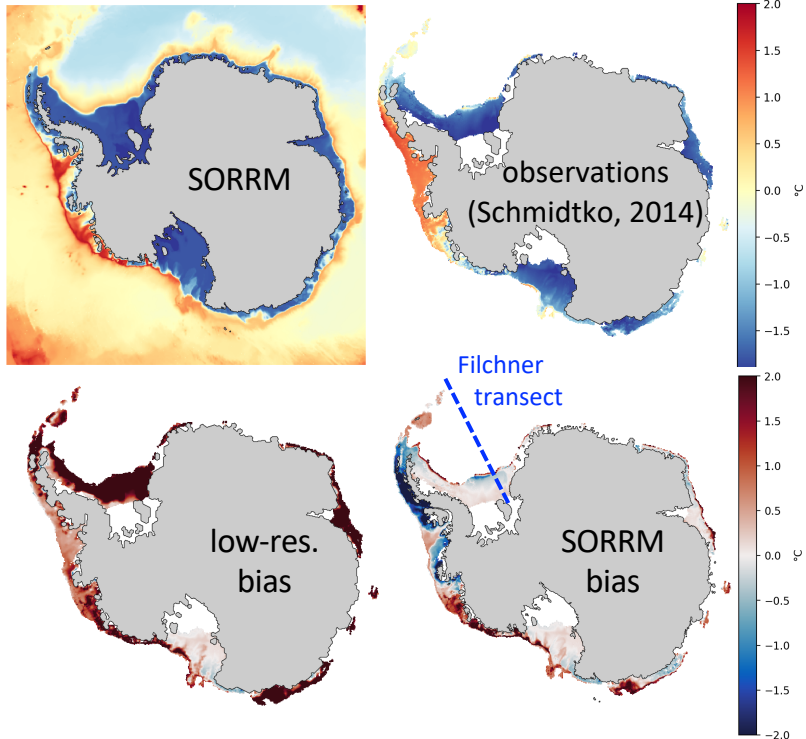 SORRM
observations
(Schmidtko, 2014)
2.0
1.5
1.0
0.5
0.0
−0.5
−1.0
−1.5
°C
Filchner
transect
low-res.
bias
SORRM
bias
2.0
1.5
1.0
0.5
0.0
−0.5
−1.0
−1.5
−2.0
°C